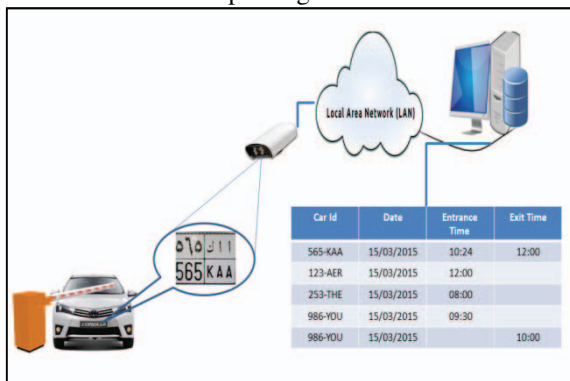 Local Area Network (LAN)
٥٦٥ ا ا ك
565 KAA
Car Id Date Entrance Time Exit Time
565-KAA 15/03/2015 10:24 12:00
123-AER 15/03/2015 12:00
253-THE 15/03/2015 08:00
986-YOU 15/03/2015 09:30
986-YOU 15/03/2015 10:00